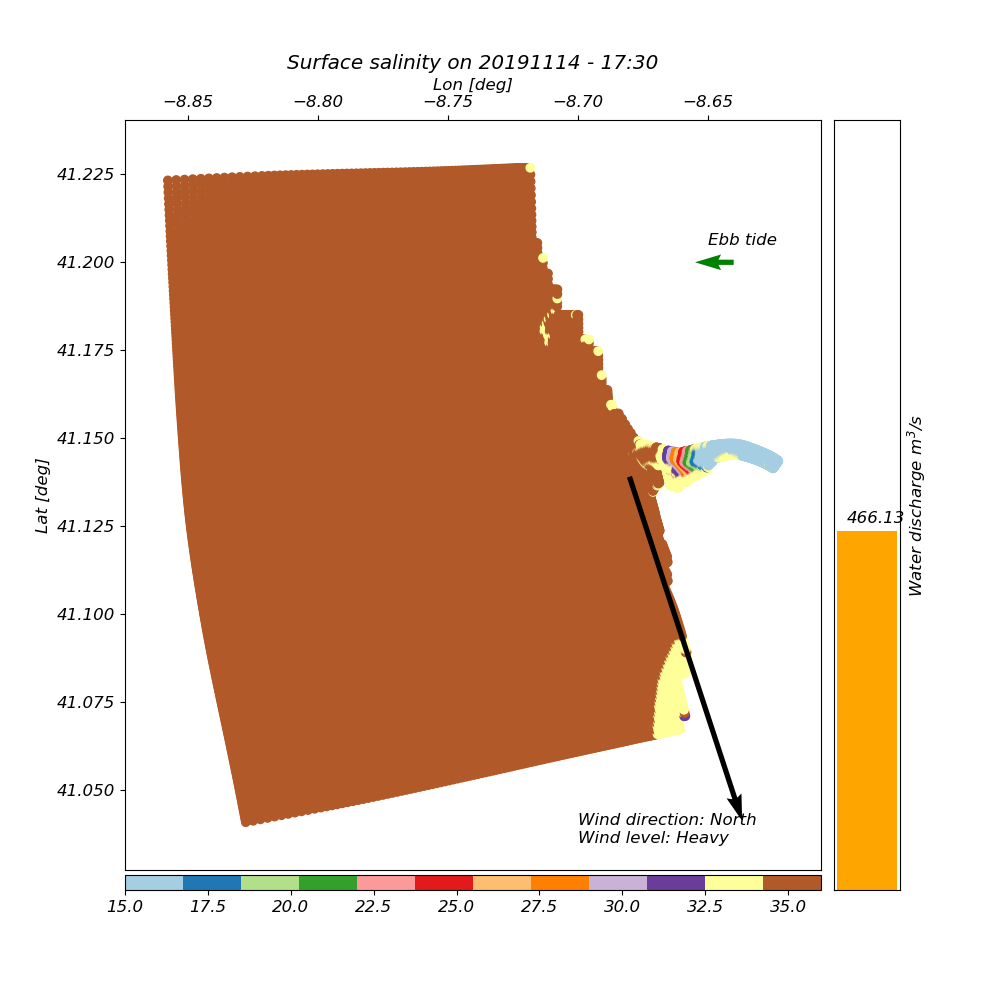 Surface salinity on 20191114 - 17:30
Lon [deg]
−8.85 −8.80 −8.75 −8.70 −8.65
41.225
41.200
41.175
41.150
41.125
41.100
41.075
41.050
Lat [deg]
Ebb tide
466.13
Water discharge m³/s
Wind direction: North
Wind level: Heavy
15.0 17.5 20.0 22.5 25.0 27.5 30.0 32.5 35.0